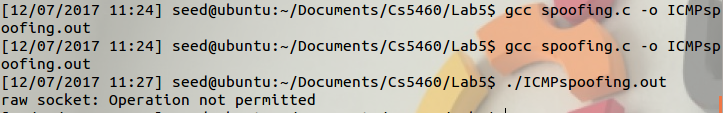 [12/07/2017 11:24] seed@ubuntu:~/Documents/Cs5460/Lab5$ gcc spoofing.c -o ICMPsp
oofing.out
[12/07/2017 11:24] seed@ubuntu:~/Documents/Cs5460/Lab5$ gcc spoofing.c -o ICMPsp
oofing.out
[12/07/2017 11:27] seed@ubuntu:~/Documents/Cs5460/Lab5$ ./ICMPspoofing.out
raw socket: Operation not permitted